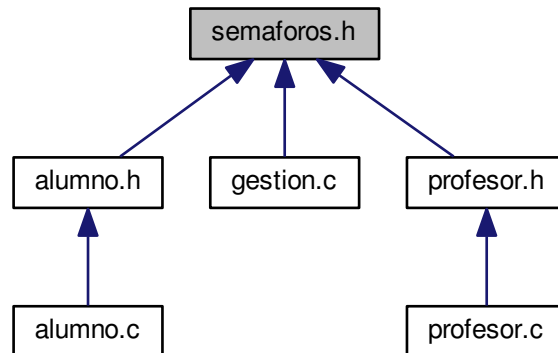 semaforos.h
alumno.h
gestion.c
profesor.h
alumno.c
profesor.c